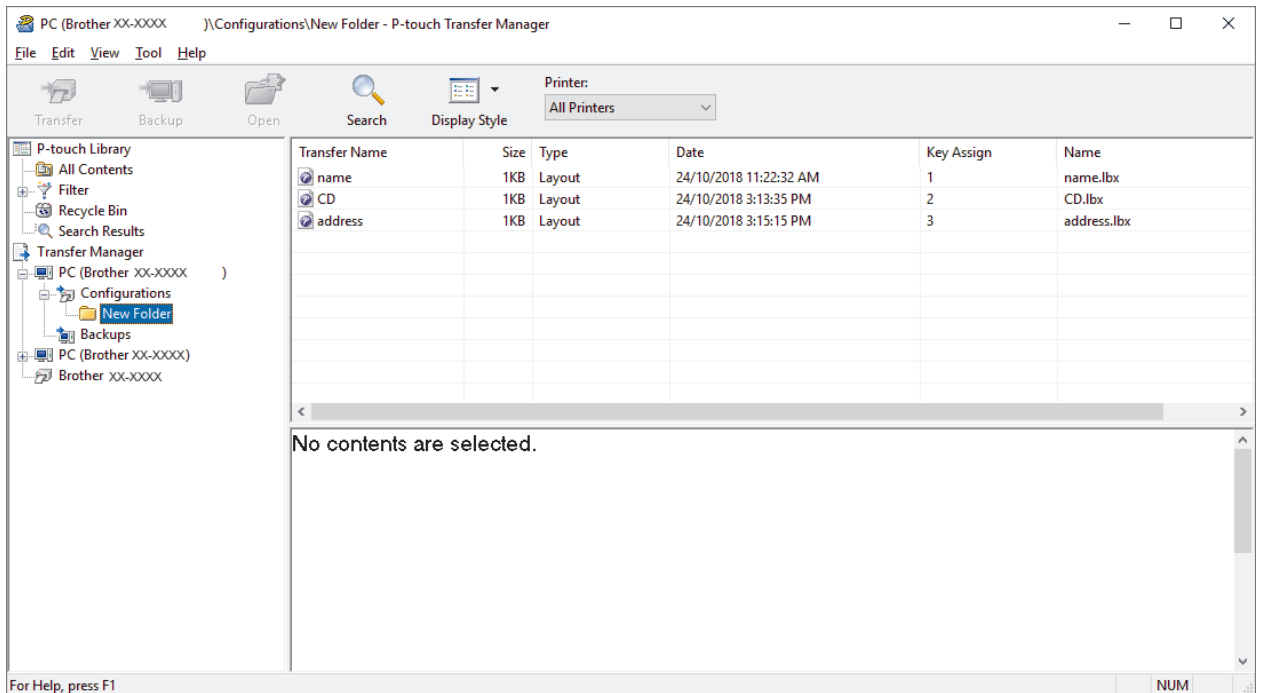 PC (Brother XX-XXXX )\Configurations\New Folder - P-touch Transfer Manager
File Edit View Tool Help
Transfer Backup Open Search Display Style
Printer:
All Printers
P-touch Library
All Contents
Filter
Recycle Bin
Search Results
Transfer Manager
PC (Brother XX-XXXX )
Configurations
New Folder
Backups
PC (Brother XX-XXXX)
Brother XX-XXXX
Transfer Name Size Type Date Key Assign Name
name 1KB Layout 24/10/2018 11:22:32 AM 1 name.lbx
CD 1KB Layout 24/10/2018 3:13:35 PM 2 CD.lbx
address 1KB Layout 24/10/2018 3:15:15 PM 3 address.lbx
No contents are selected.
For Help, press F1 NUM